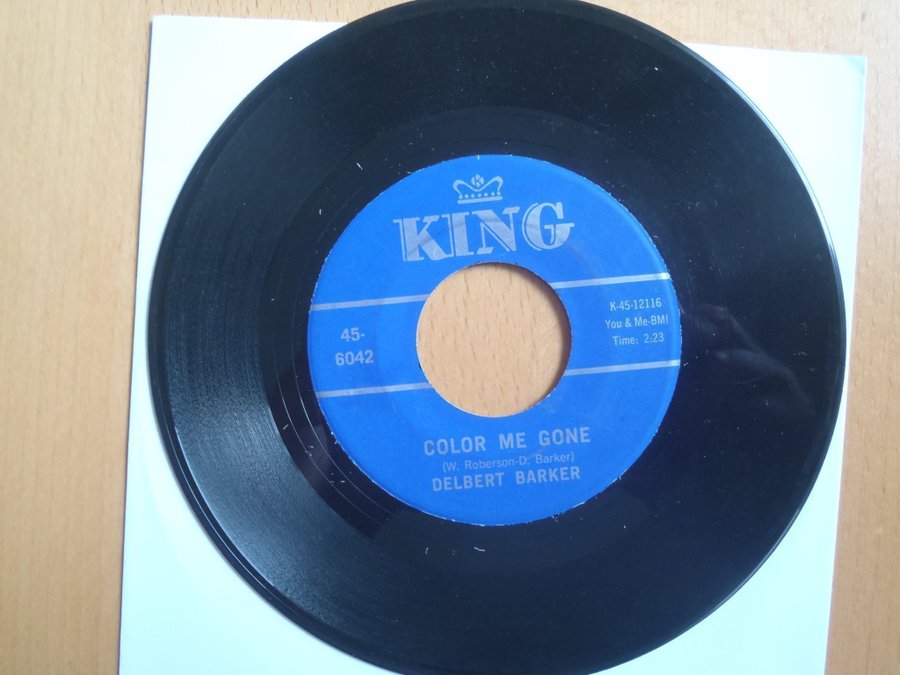 K
KING
45-
6042
K-45-12116
You & Me-BMI
Time: 2:23
COLOR ME GONE
(W. Roberson-D. Barker)
DELBERT BARKER